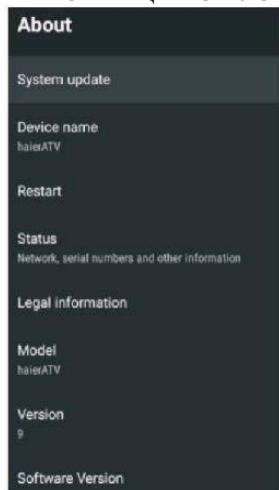 About
System update
Device name
haierATV
Restart
Status
Network, serial numbers and other information
Legal information
Model
haierATV
Version
9
Software Version